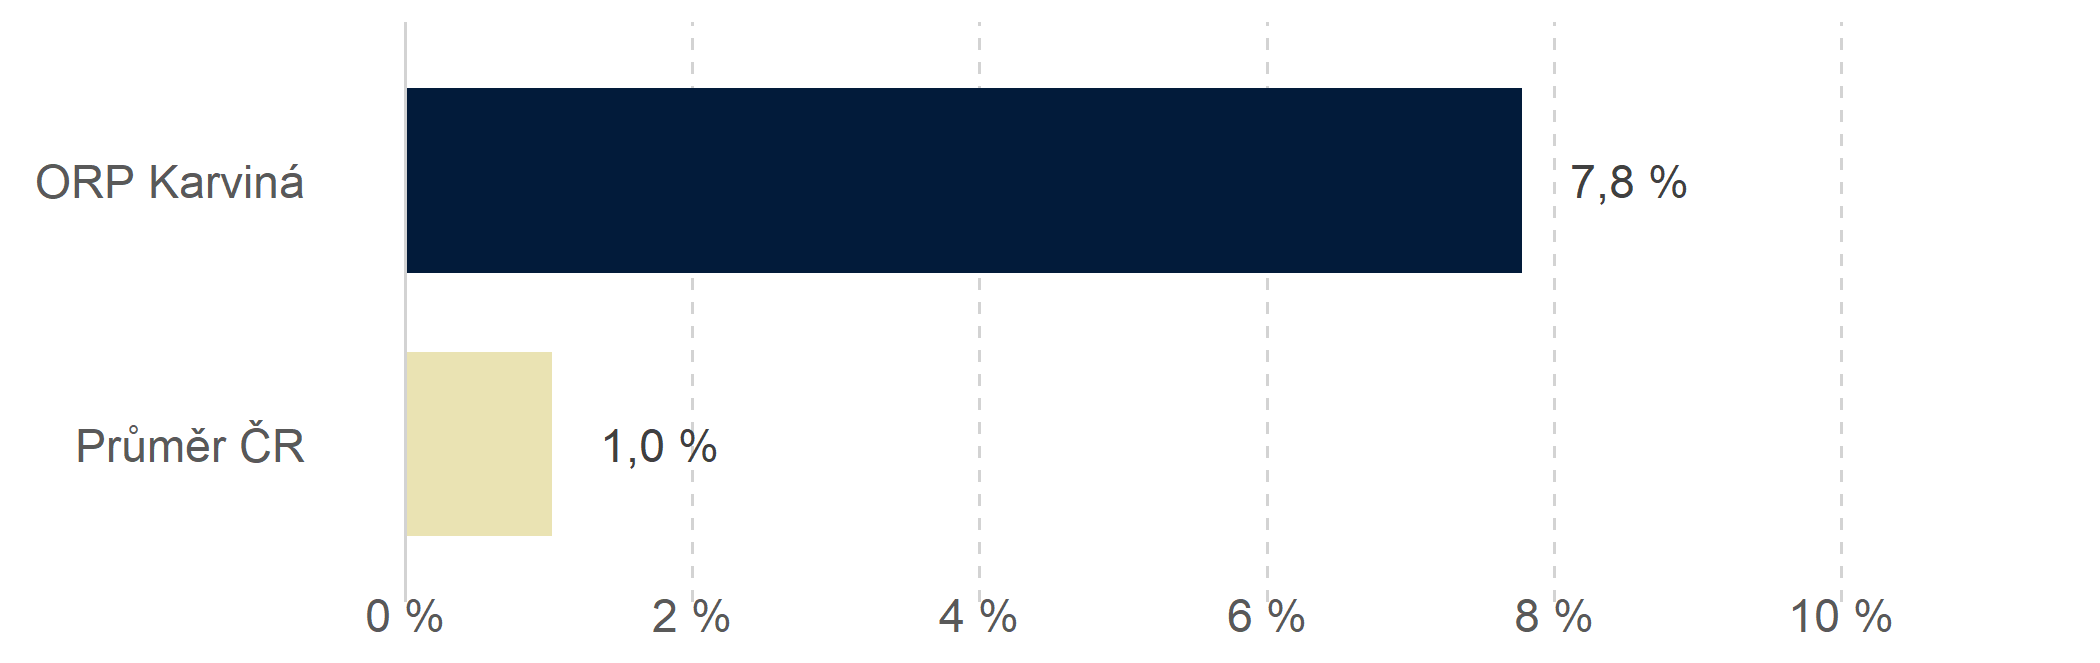 ORP Karviná
7,8 %
Průměr ČR
1,0 %
0 % 2 % 4 % 6 % 8 % 10 %